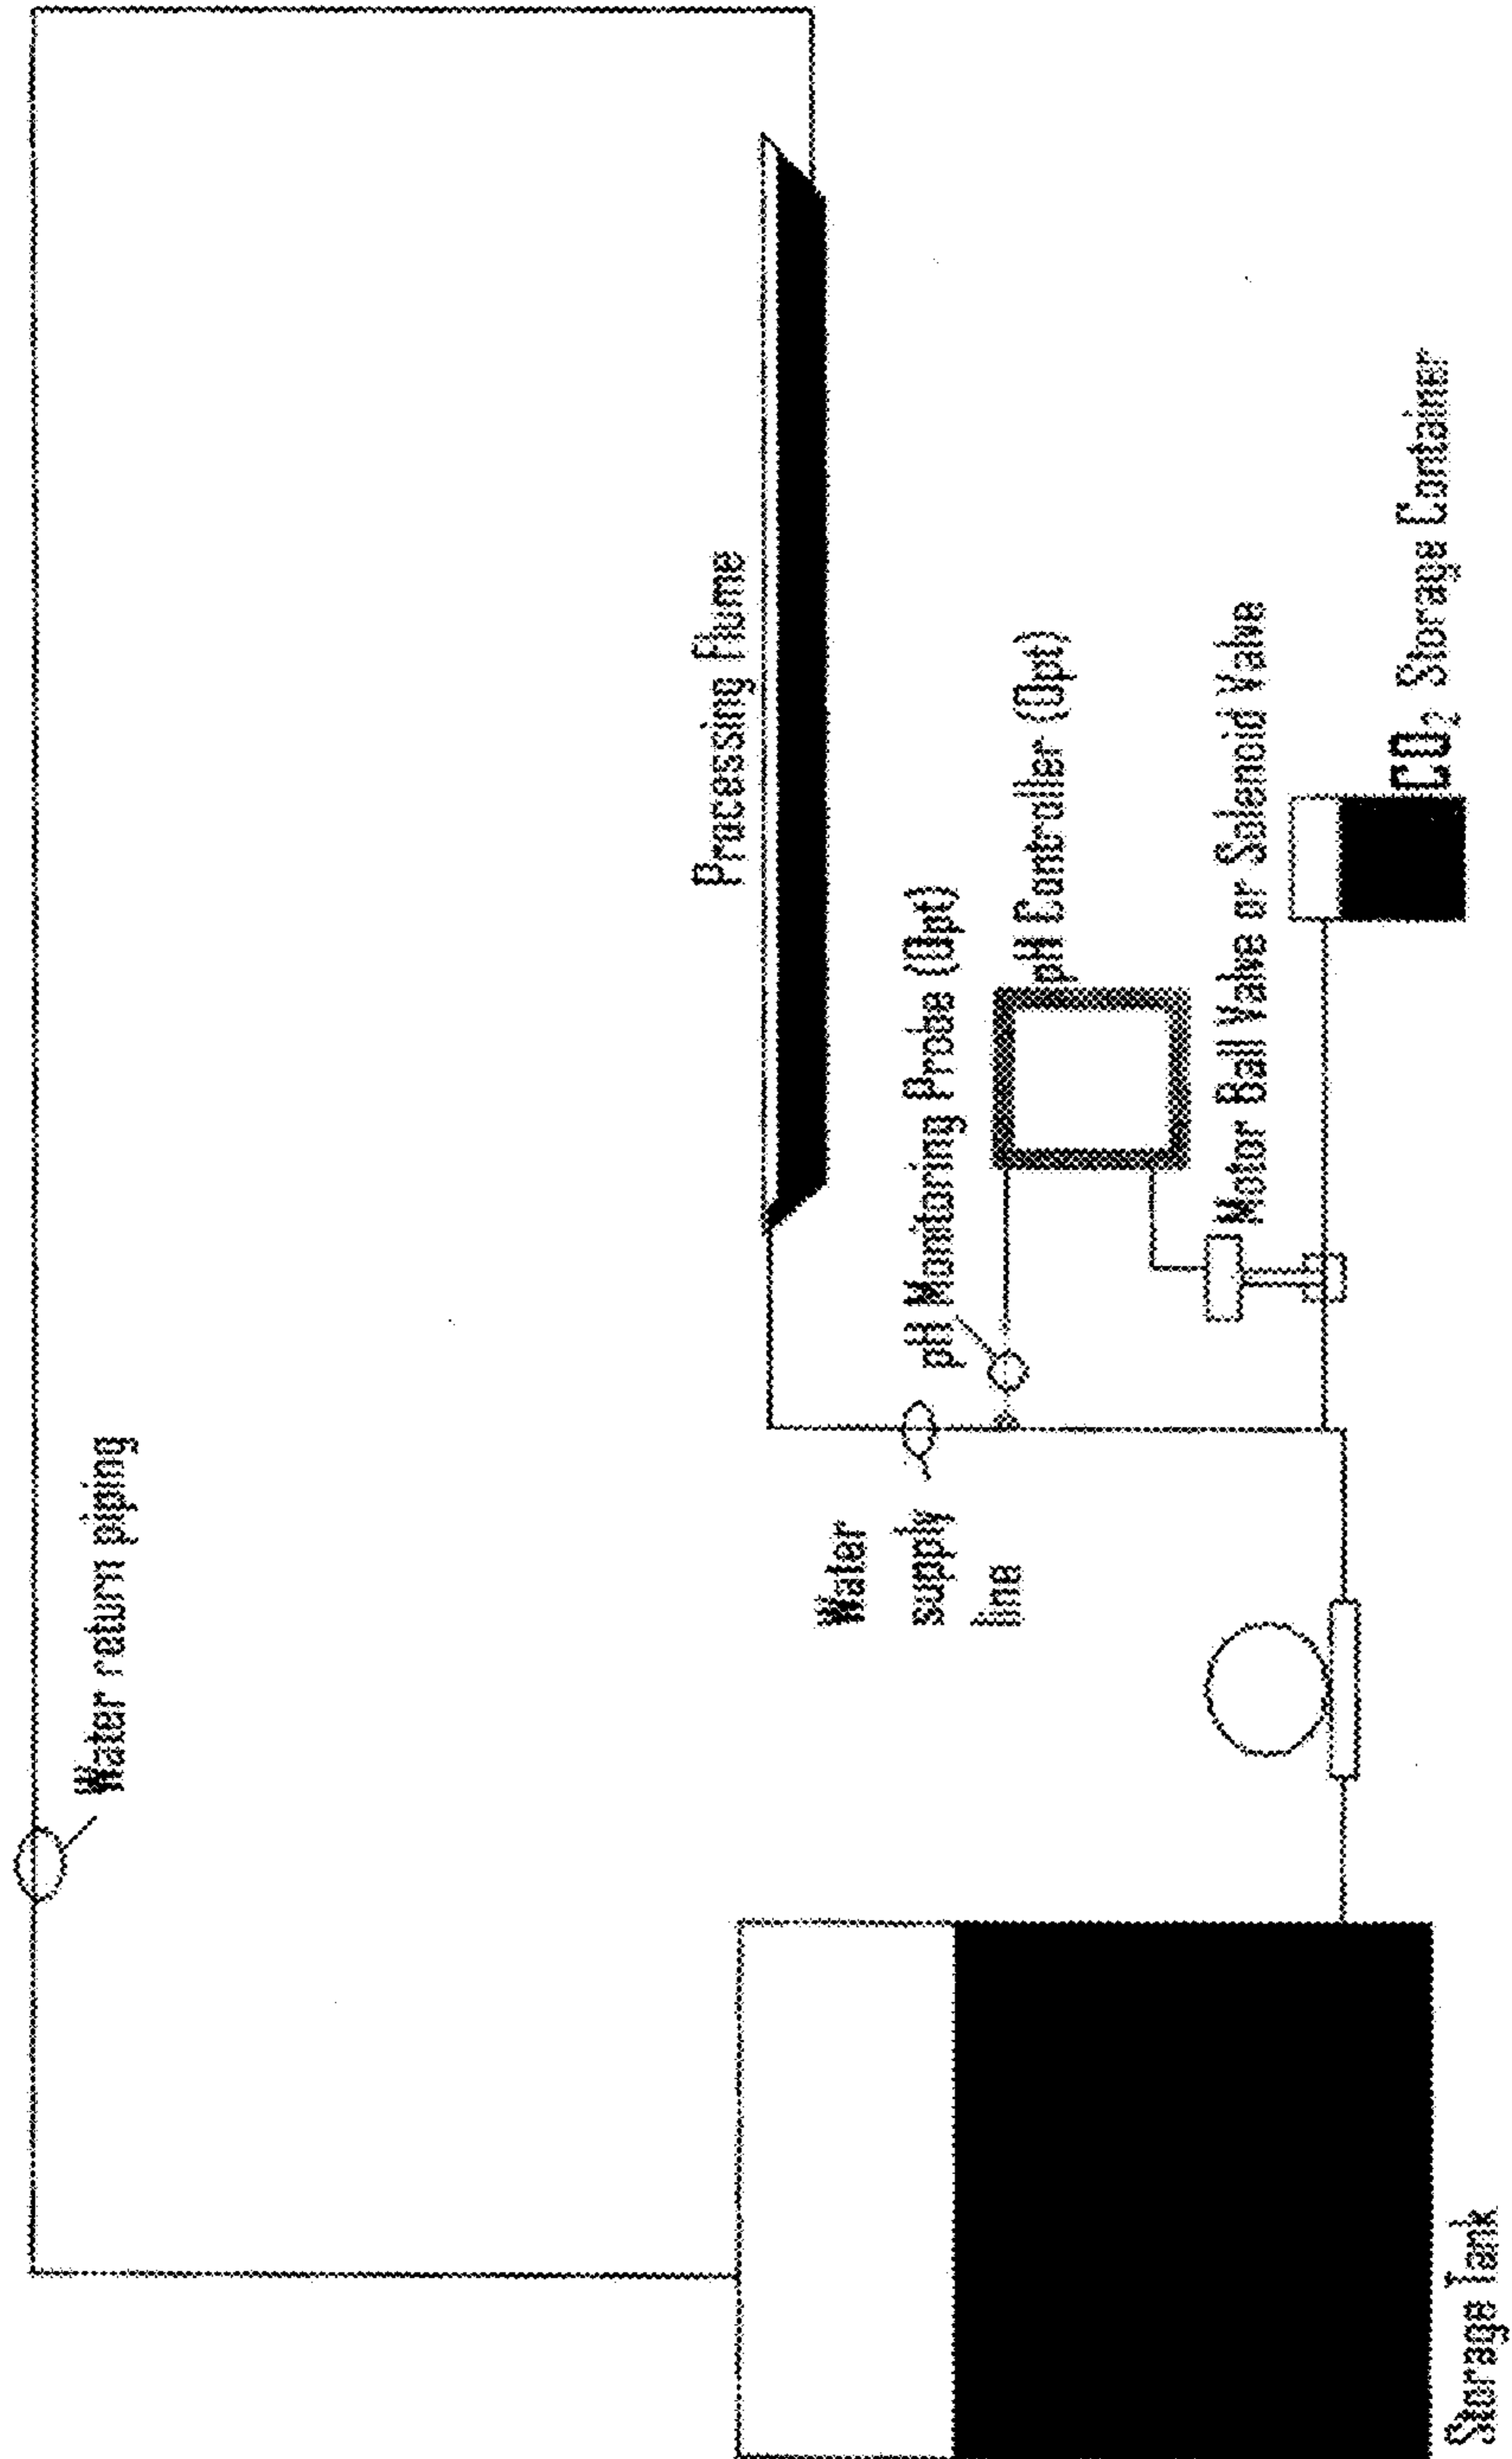 Water return piping
Processing flume
Water
supply
line
pH Monitoring Probe (Opt)
pH Controller (Opt)
Motor Ball Valve or Solenoid Valve
CO₂ Storage Container
Storage Tank